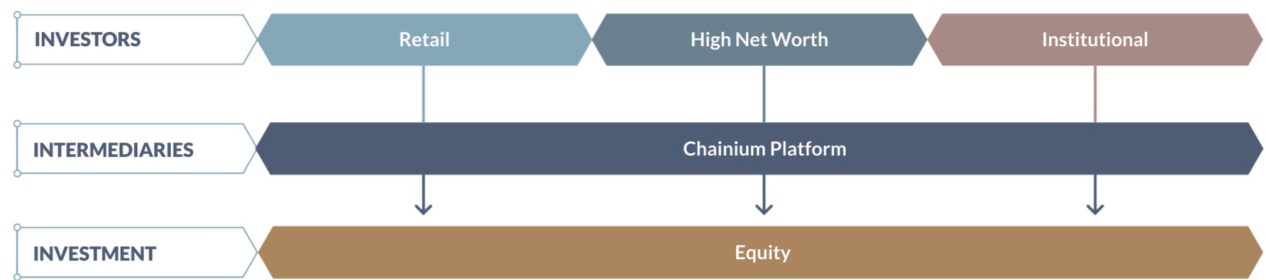 INVESTORS
Retail
High Net Worth
Institutional
INTERMEDIARIES
Chainium Platform
INVESTMENT
Equity